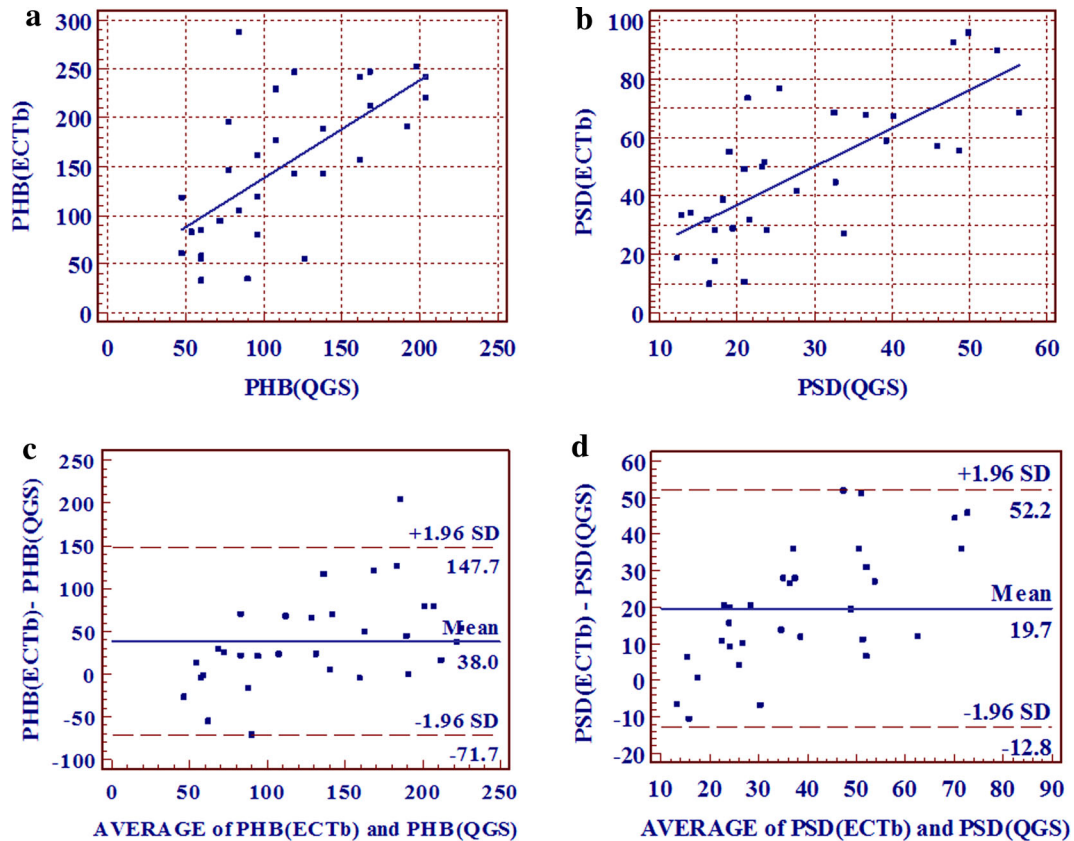 a
PHB(ECTb)
300
250
200
150
100
50
0
0 50 100 150 200 250
PHB(QGS)
b
PSD(ECTb)
100
80
60
40
20
0
10 20 30 40 50 60
PSD(QGS)
c
PHB(ECTb)- PHB(QGS)
250
200
150
100
50
0
-50
-100
+1.96 SD
147.7
Mean
38.0
-1.96 SD
-71.7
0 50 100 150 200 250
AVERAGE of PHB(ECTb) and PHB(QGS)
d
PSD(ECTb) - PSD(QGS)
60
50
40
30
20
10
0
-10
-20
+1.96 SD
52.2
Mean
19.7
-1.96 SD
-12.8
10 20 30 40 50 60 70 80 90
AVERAGE of PSD(ECTb) and PSD(QGS)